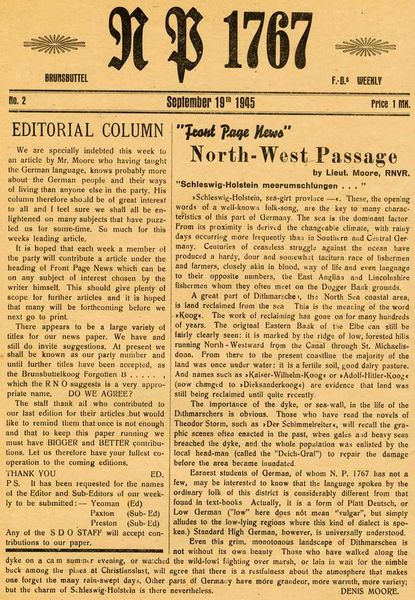 N P 1767
BRUNSBUTTEL
F.-B.s WEEKLY
No. 2
September 19th 1945
Price 1 MK.
EDITORIAL COLUMN
We are specially indebted this week to
an article by Mr. Moore who having taught
the German language, knows probably more
about the German people and their ways
of living than anyone else in the party. His
column therefore should be of great interest
to all and I feel sure we shall all be en-
lightened on many subjects that have puzz-
led us for some-time. So much for this
weeks leading article.
It is hoped that each week a member of
the party will contribute a article under the
heading of Front Page News which can be
on any subject of interest chosen by the
writer himself. This should give plenty of
scope for further articles and it is hoped
that many will be forthcoming before we
next go to print.
There appears to be a large variety of
titles for our news paper. We have and
still do invite suggestions. At present we
shall be known as our party number and
until further titles have been accepted, as
the Brunsbuttelkoog Forgotten B . . . . . ,
which the R N O suggests is a very appro-
priate name, DO WE AGREE?
The staff thank all who contributed to
our last edition for their articles but would
like to remind them that once is not enough
and that to keep this paper running we
must have BIGGER and BETTER contribu-
tions. Let us therefore have your fullest co-
operation in the coming editions.
THANK YOU ED.
P S. It has been requested for the names
of the Editor and Sub-Editors of our week-
ly to be submitted: — Yeoman (Ed)
Paxton (Sub- Ed)
Preston (Sub- Ed)
Any of the S D O STAFF will accept con-
tributions to our paper.
"Front Page News"
North-West Passage
by Lieut. Moore, RNVR.
"Schleswig-Holstein meerumschlungen . . ."
»Schleswig-Holstein, sea-girt province —«. These, the opening
words of a well-known folk-song, are the key to many charac-
teristics of this part of Germany. The sea is the dominant factor.
From its proximity is derived the changeable climate, with rainy
days occurring more frequently than in Southern and Central Ger-
many. Centuries of ceaseless struggle against the ocean have
produced a hardy, dour and somewhat taciturn race of fishermen
and farmers, closely akin in blood, way of life and even language
to their opposite numbers, the East Anglian and Lincolnshire
fishermen whom they often meet on the Dogger Bank grounds.
A great part of Dithmarschen, the North Sea coastal area,
is land reclaimed from the sea. This is the meaning of the word
»Koog«. The work of reclaiming has gone on for many hundreds
of years. The original Eastern Bank of the Elbe can still be
fairly clearly seen: it is marked by the ridge of low, forested hills
running North - Westward from the Canal through St. Michaelis-
donn. From there to the present coastline the majority of the
land was once under water: it is a fertile soil, good dairy pasture.
And names such as »Kaiser-Wilhelm-Koog« or »Adolf-Hitler-Koog«
(now changed to »Dieksanderkoog«) are evidence that land was
still being reclaimed until quite recently.
The importance of the dyke, or sea-wall, in the life of the
Dithmarschers is obvious. Those who have read the novels of
Theodor Storm, such as »Der Schimmelreiter«, will recall the gra-
phic scenes often enacted in the past, when gales and heavy seas
breached the dyke, and the whole population was enlisted by the
local head-man (called the "Deich-Graf") to repair the damage
before the area became inundated.
Earnest students of German, of whom N. P. 1767 has not a
few, may be interested to know that the language spoken by the
ordinary folk of this district is considerably different from that
found in text-books. Actually, it is a form of Platt Deutsch, or
Low German ("low" here does not mean "vulgar", but simply
alludes to the low-lying regions where this kind of dialect is spo-
ken.) Standard High German, however, is universally understood.
Even this grim, monotonous landscape of Dithmarschen is
not without its own beauty. Those who have walked along the
dyke on a calm summer evening, or watched the wild-fowl flighting over marsh, or lain in wait for the nimble
buck among the pines at Christianslust, will agree that there is a restfulness about the atmosphere that makes
one forget the many rain-swept days. Other parts of Germany have more grandeur, more warmth, more variety;
but the charm of Schleswig-Holstein is there nevertheless. DENIS MOORE.